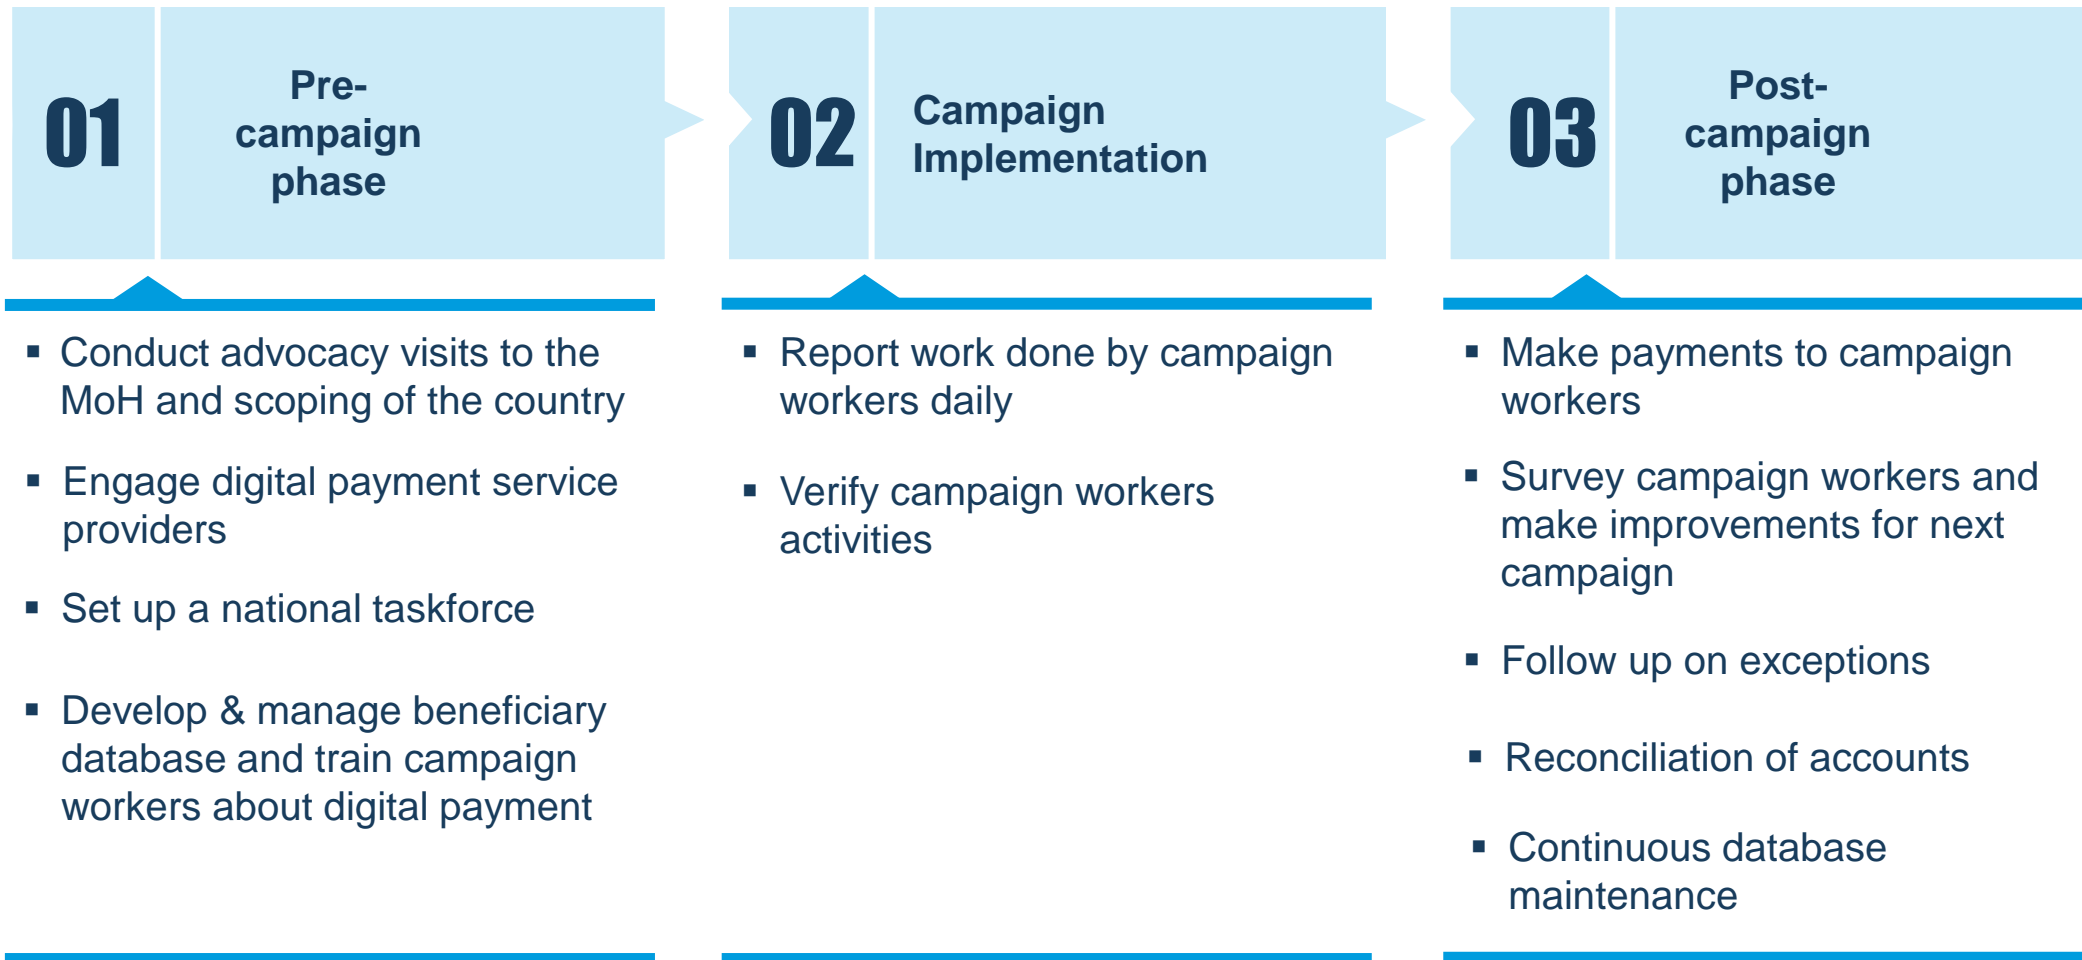 01
Pre-
campaign
phase
▪ Conduct advocacy visits to the
MoH and scoping of the country
▪ Engage digital payment service
providers
▪ Set up a national taskforce
▪ Develop & manage beneficiary
database and train campaign
workers about digital payment
02
Campaign
Implementation
▪ Report work done by campaign
workers daily
▪ Verify campaign workers
activities
03
Post-
campaign
phase
▪ Make payments to campaign
workers
▪ Survey campaign workers and
make improvements for next
campaign
▪ Follow up on exceptions
▪ Reconciliation of accounts
▪ Continuous database
maintenance